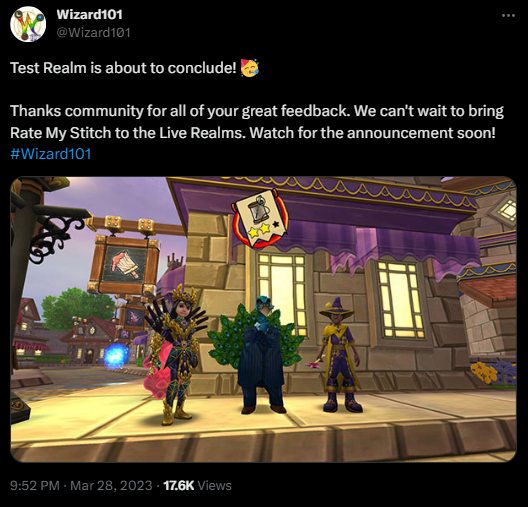 Wizard101
@Wizard101
Test Realm is about to conclude! 🥳
Thanks community for all of your great feedback. We can't wait to bring
Rate My Stitch to the Live Realms. Watch for the announcement soon!
#Wizard101
9:52 PM · Mar 28, 2023 · 17.6K Views